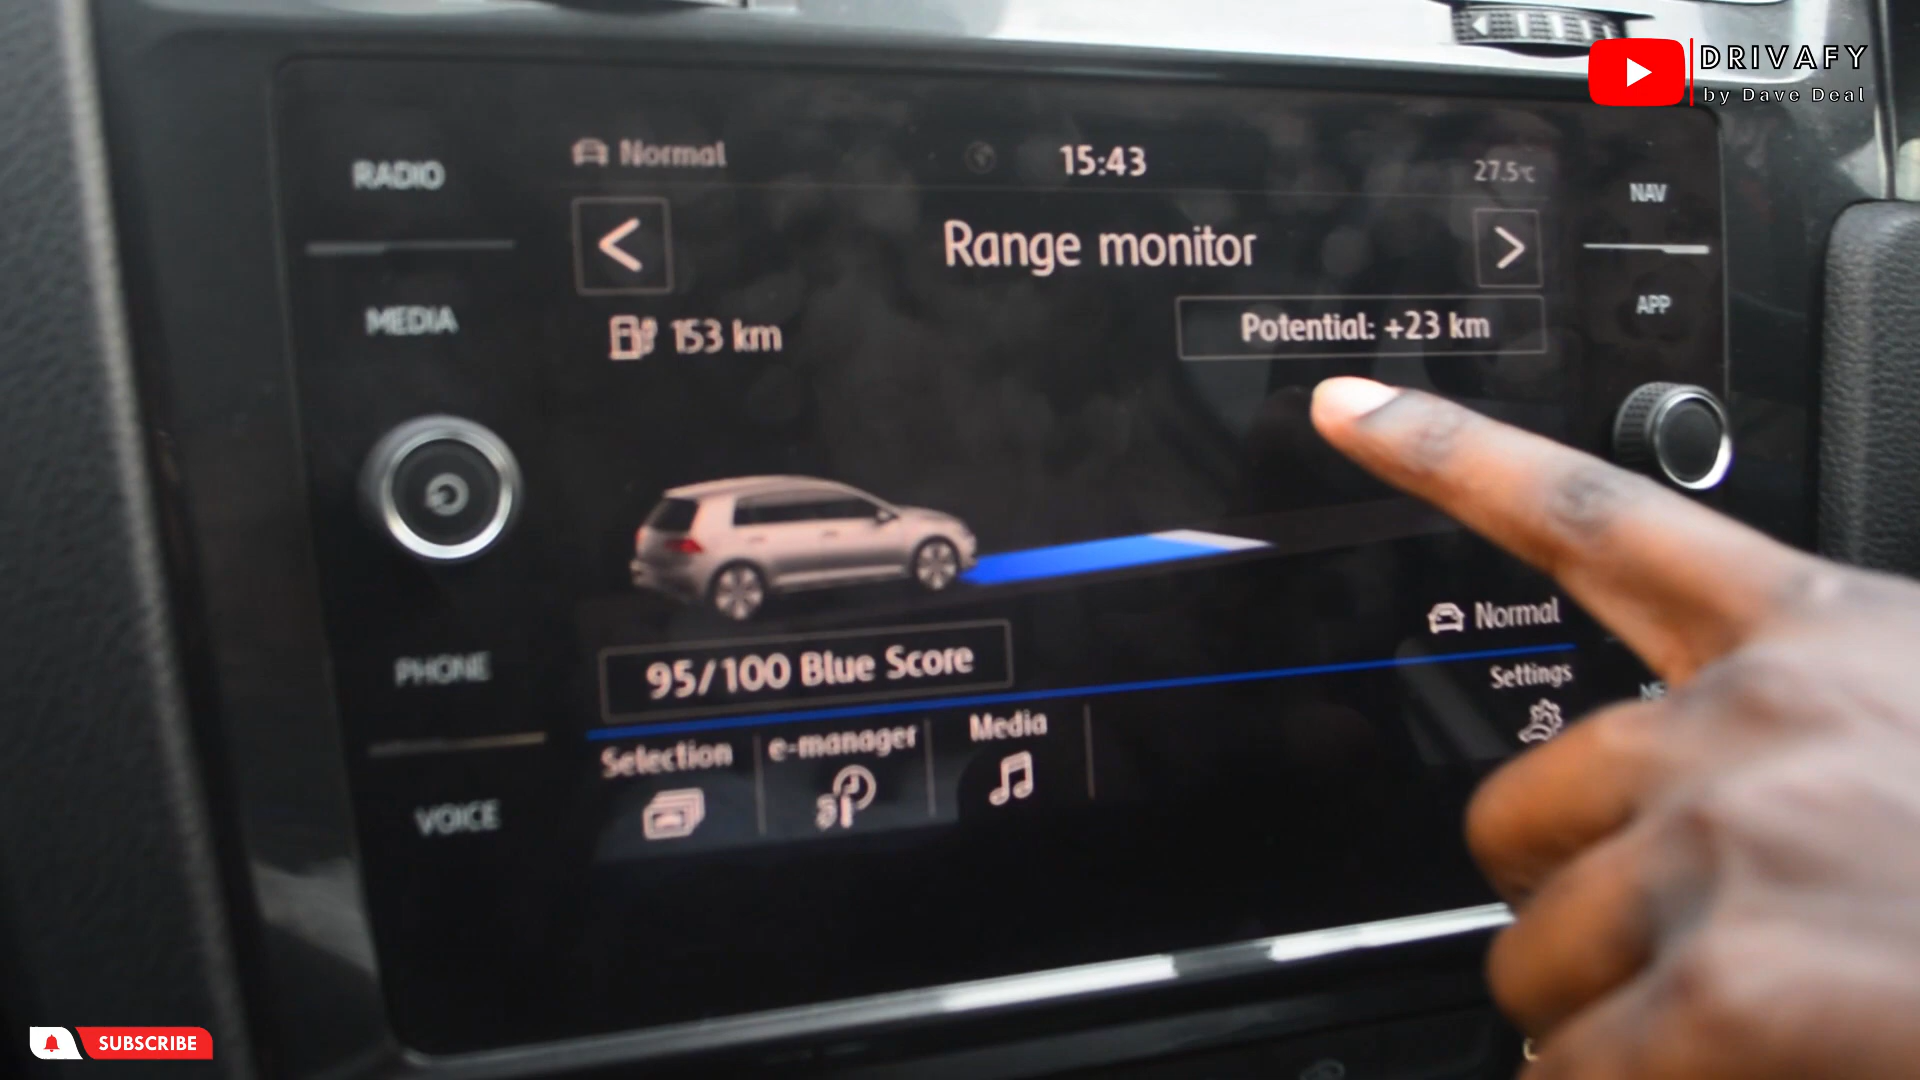 DRIVAFY
by Dave Deal
RADIO
MEDIA
PHONE
VOICE
Normal
15:43
27.5°C
Range monitor
153 km
Potential: +23 km
95/100 Blue Score
Normal
Selection
e-manager
Media
Settings
NAV
APP
SUBSCRIBE